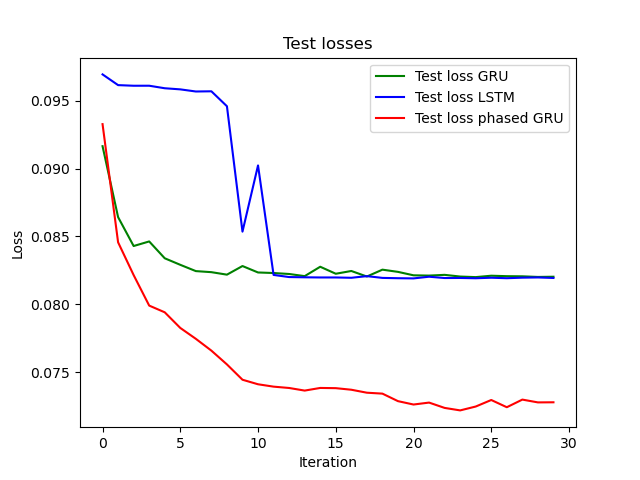 Test losses
Test loss GRU
Test loss LSTM
Test loss phased GRU
0.095
0.090
0.085
0.080
0.075
Loss
0
5
10
15
20
25
30
Iteration